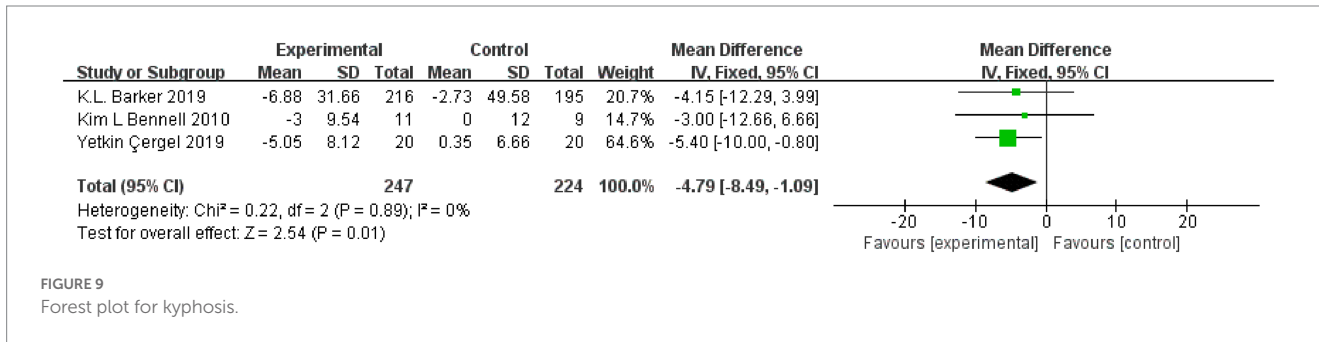 Experimental Control Mean Difference Mean Difference
Study or Subgroup Mean SD Total Mean SD Total Weight IV, Fixed, 95% CI IV, Fixed, 95% CI
K.L. Barker 2019 -6.88 31.66 216 -2.73 49.58 195 20.7% -4.15 [-12.29, 3.99]
Kim L Bennell 2010 -3 9.54 11 0 12 9 14.7% -3.00 [-12.66, 6.66]
Yetkin Çergel 2019 -5.05 8.12 20 0.35 6.66 20 64.6% -5.40 [-10.00, -0.80]
Total (95% CI) 247 224 100.0% -4.79 [-8.49, -1.09]
Heterogeneity: Chi² = 0.22, df = 2 (P = 0.89); I² = 0%
Test for overall effect: Z = 2.54 (P = 0.01)
-20 -10 0 10 20
Favours [experimental] Favours [control]
FIGURE 9
Forest plot for kyphosis.